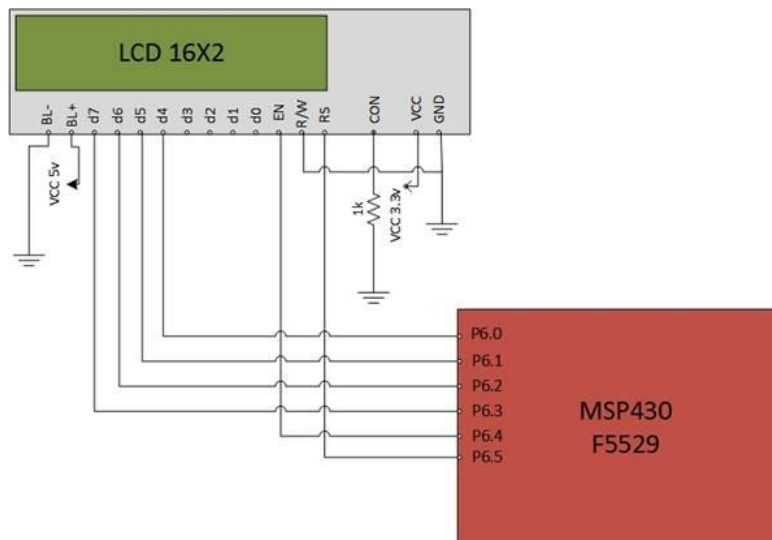 LCD 16X2
BL-
BL+
d7
d6
d5
d4
d3
d2
d1
d0
EN
R/W
RS
CON
VCC
GND
VCC 5v
1k
VCC 3.3v
P6.0
P6.1
P6.2
P6.3
P6.4
P6.5
MSP430
F5529